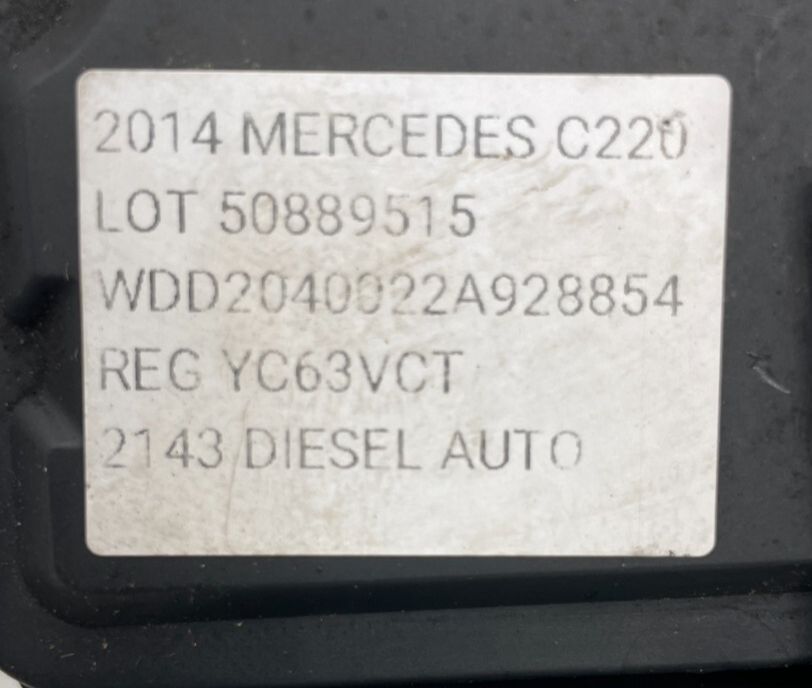 2014 MERCEDES C220
LOT 50889515
WDD2040022A928854
REG YC63VCT
2143 DIESEL AUTO